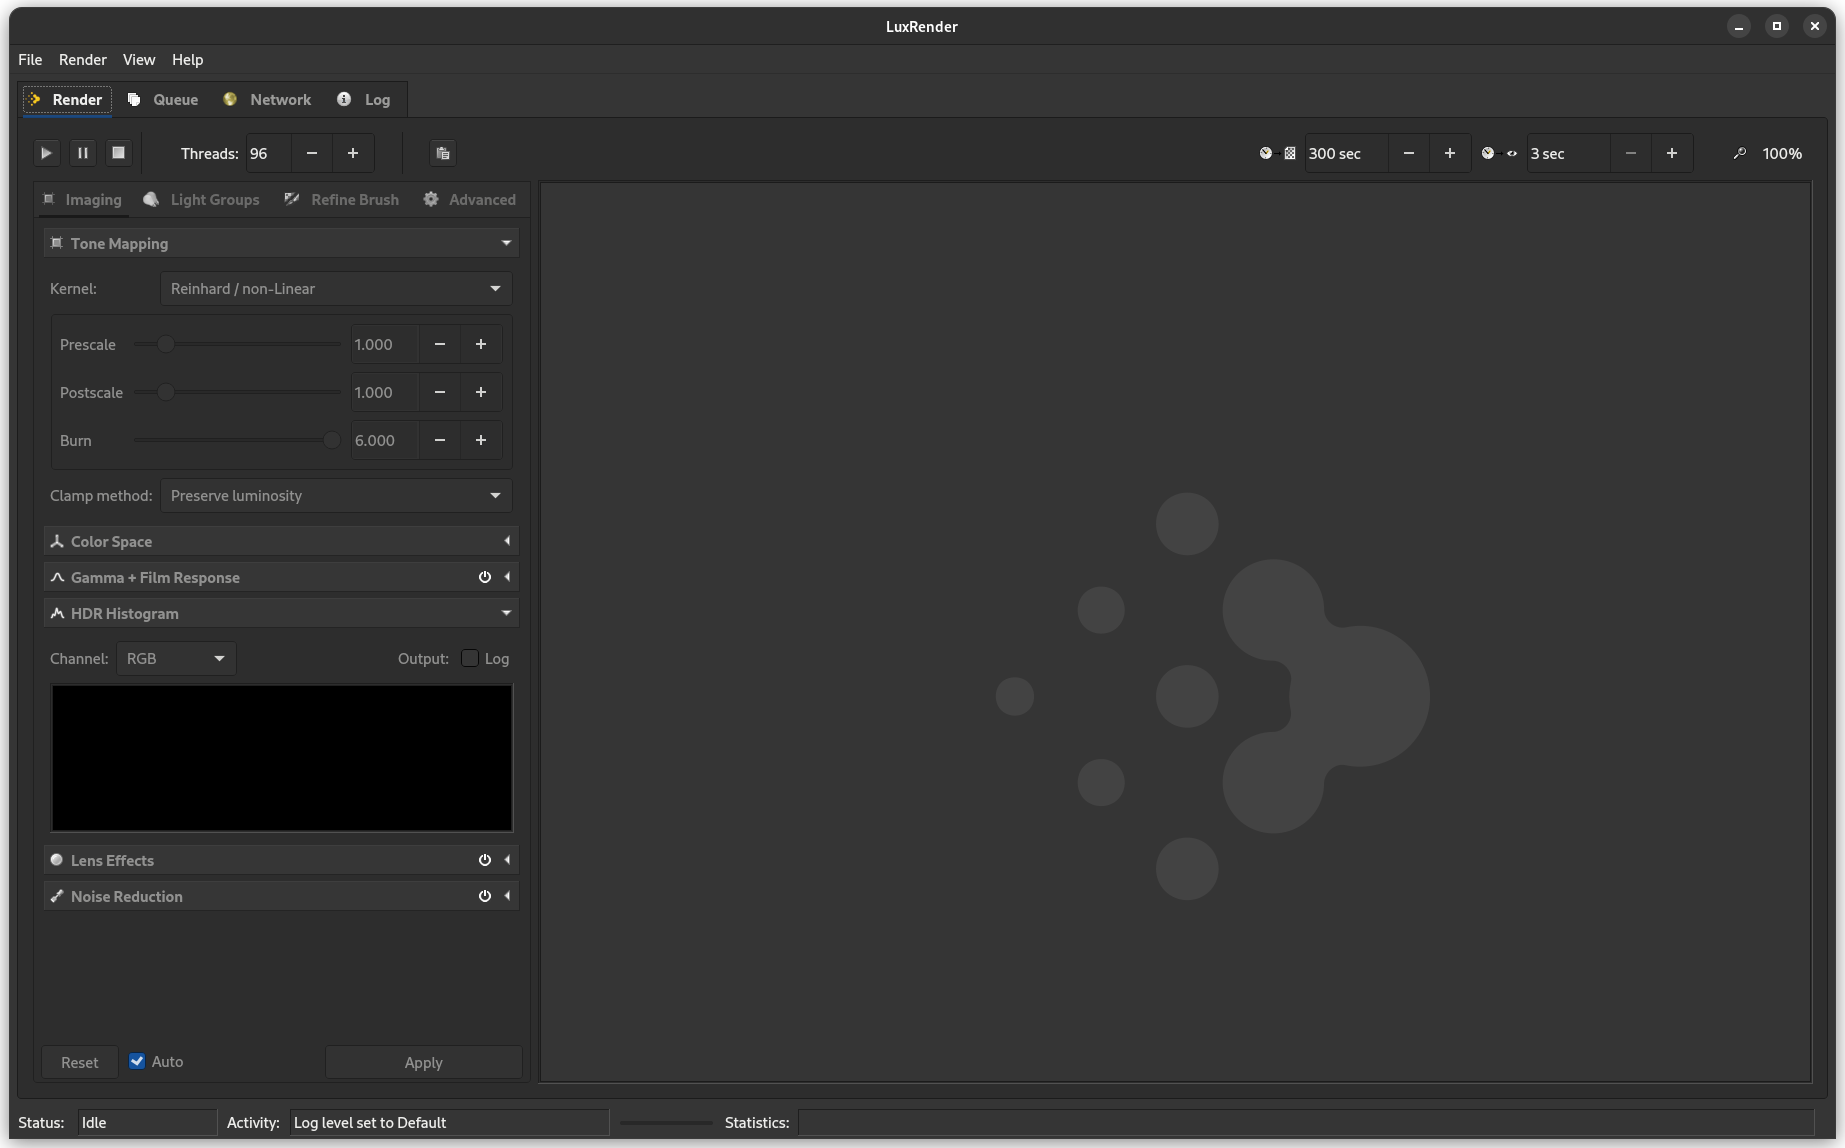 LuxRender
File Render View Help
Render Queue Network Log
Threads: 96 300 sec 3 sec 100%
Imaging Light Groups Refine Brush Advanced
Tone Mapping
Kernel: Reinhard / non-Linear
Prescale 1.000
Postscale 1.000
Burn 6.000
Clamp method: Preserve luminosity
Color Space
Gamma + Film Response
HDR Histogram
Channel: RGB Output: Log
Lens Effects
Noise Reduction
Reset Auto Apply
Status: Idle Activity: Log level set to Default Statistics: